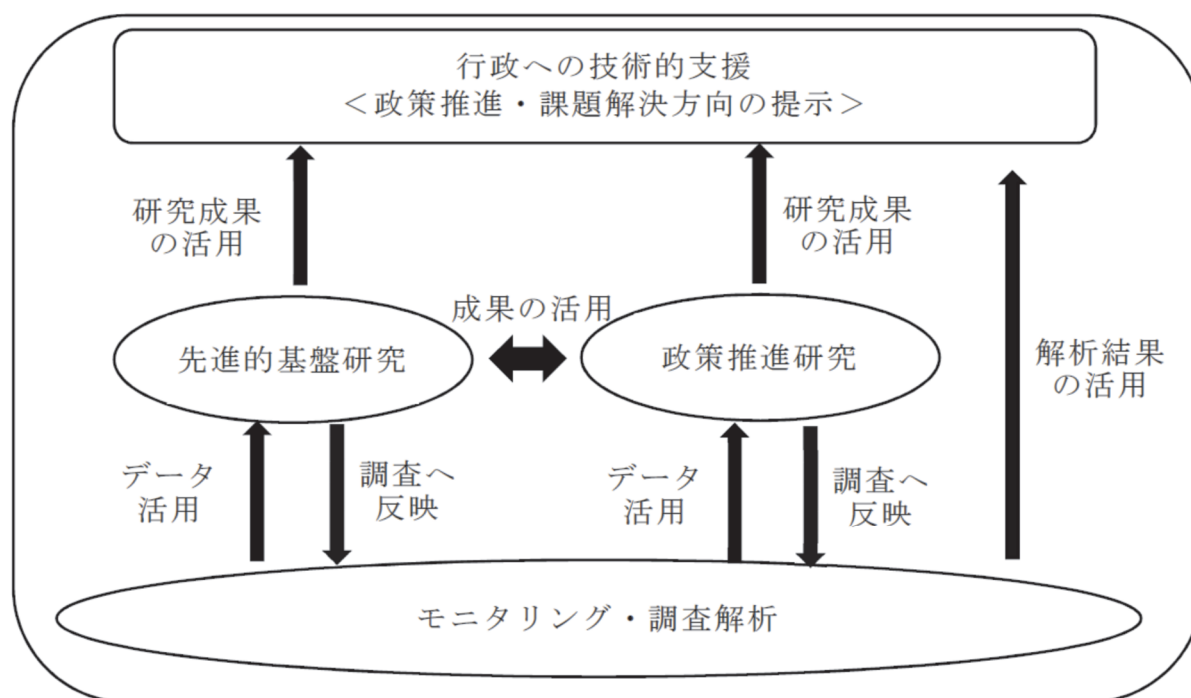 行政への技術的支援
＜政策推進・課題解決方向の提示＞
研究成果
の活用
研究成果
の活用
成果の活用
先進的基盤研究
政策推進研究
解析結果
の活用
データ
活用
調査へ
反映
データ
活用
調査へ
反映
モニタリング・調査解析